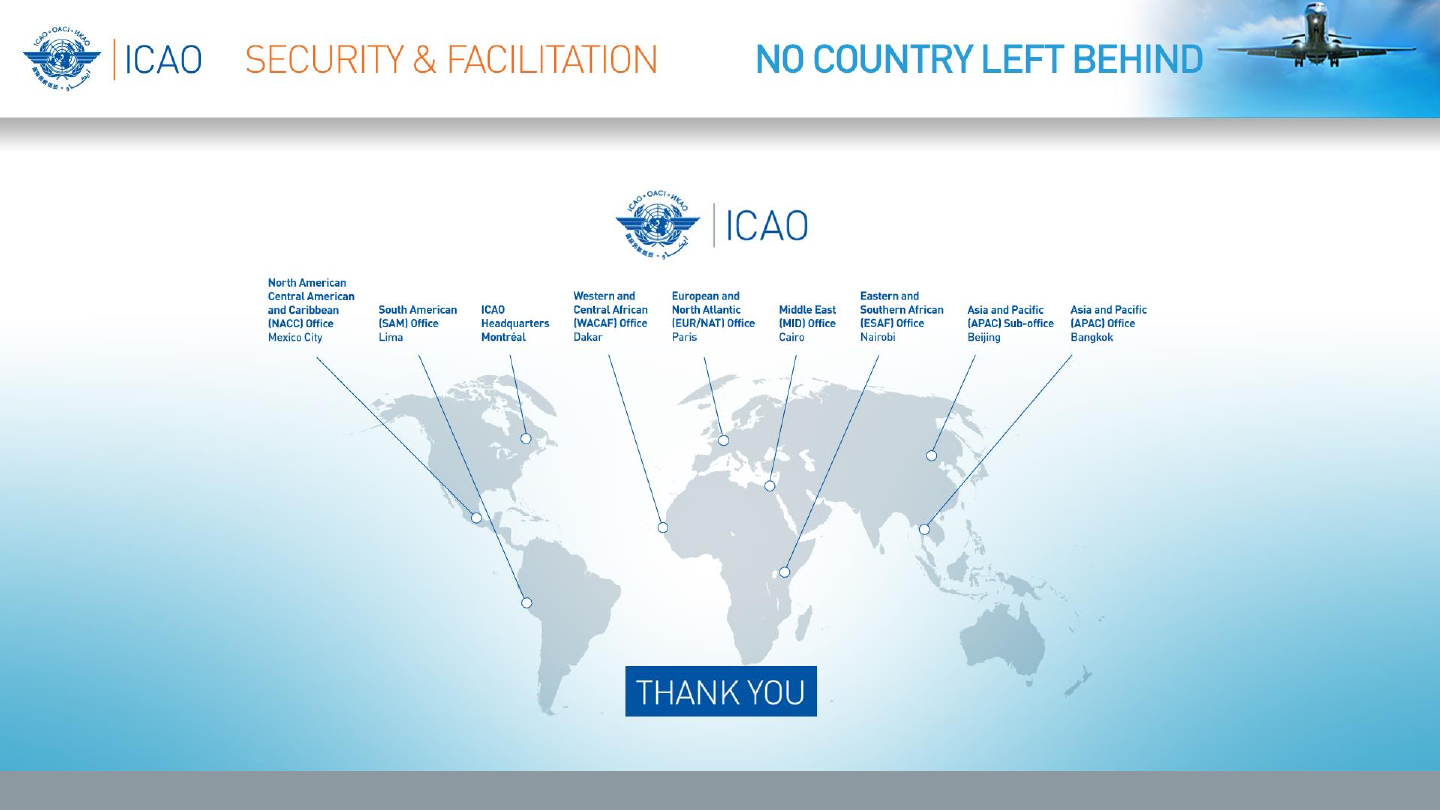 ICAO SECURITY & FACILITATION NO COUNTRY LEFT BEHIND
ICAO · OACI · ИКАО
ICAO
ICAO · OACI · ИКАО
North American
Central American
and Caribbean
(NACC) Office
Mexico City
South American
(SAM) Office
Lima
ICAO
Headquarters
Montréal
Western and
Central African
(WACAF) Office
Dakar
European and
North Atlantic
(EUR/NAT) Office
Paris
Middle East
(MID) Office
Cairo
Eastern and
Southern African
(ESAF) Office
Nairobi
Asia and Pacific
(APAC) Sub-office
Beijing
Asia and Pacific
(APAC) Office
Bangkok
THANK YOU